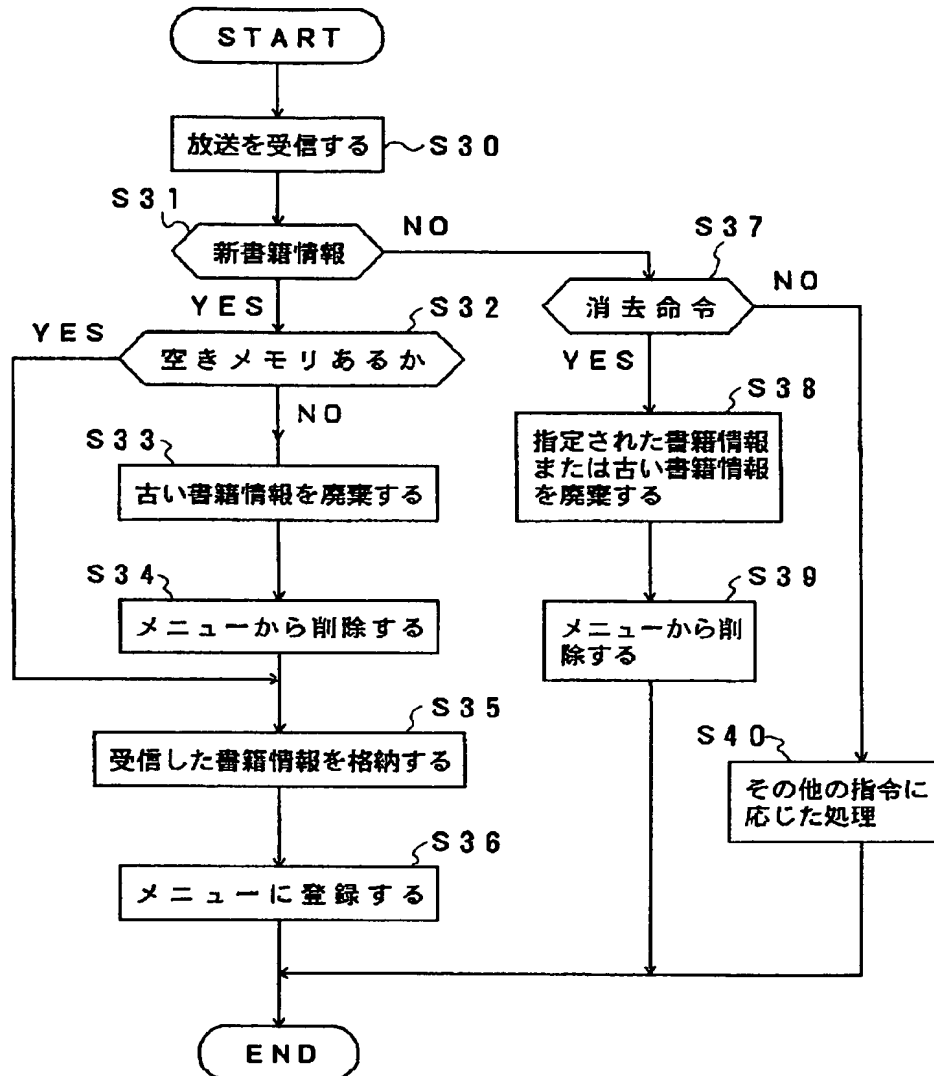 START
放送を受信する
S30
S31
新書籍情報
NO
YES
S32
空きメモリあるか
YES
NO
S33
古い書籍情報を廃棄する
S34
メニューから削除する
S35
受信した書籍情報を格納する
S36
メニューに登録する
S37
消去命令
NO
YES
S38
指定された書籍情報
または古い書籍情報
を廃棄する
S39
メニューから削
除する
S40
その他の指令に
応じた処理
END